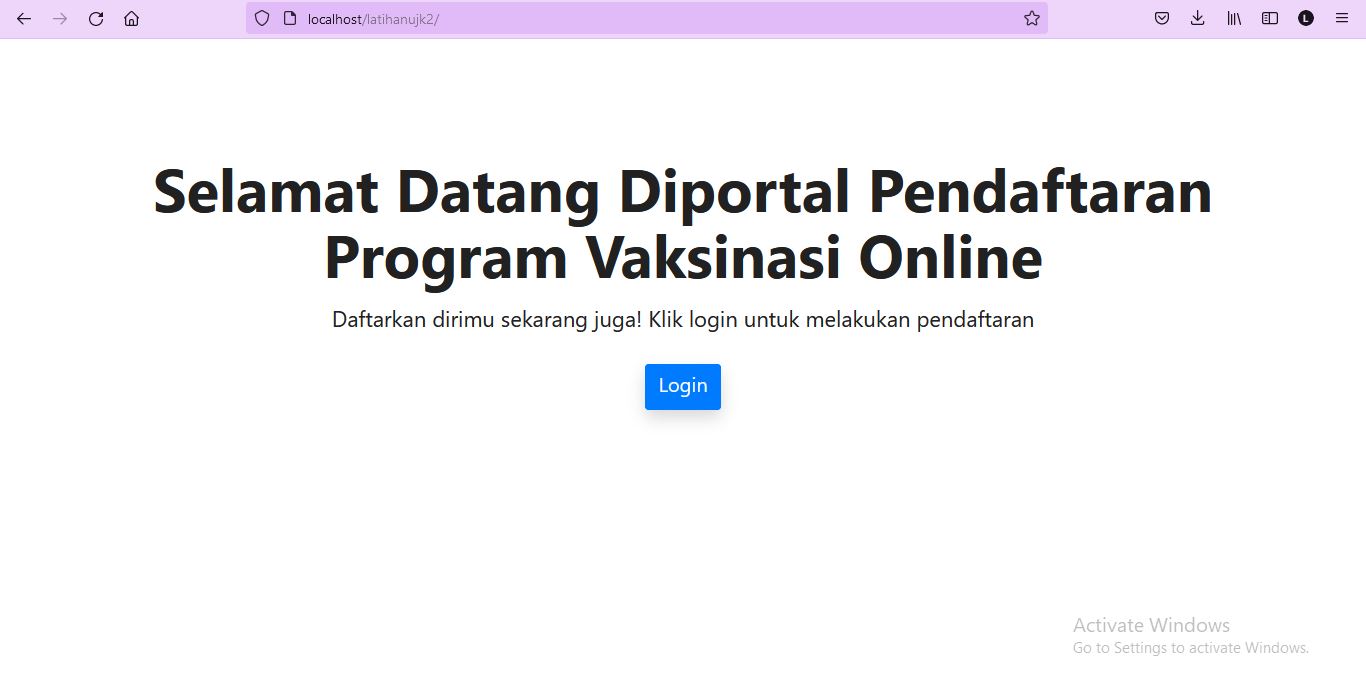 localhost/latihanujk2/
L
Selamat Datang Diportal Pendaftaran
Program Vaksinasi Online
Daftarkan dirimu sekarang juga! Klik login untuk melakukan pendaftaran
Login
Activate Windows
Go to Settings to activate Windows.